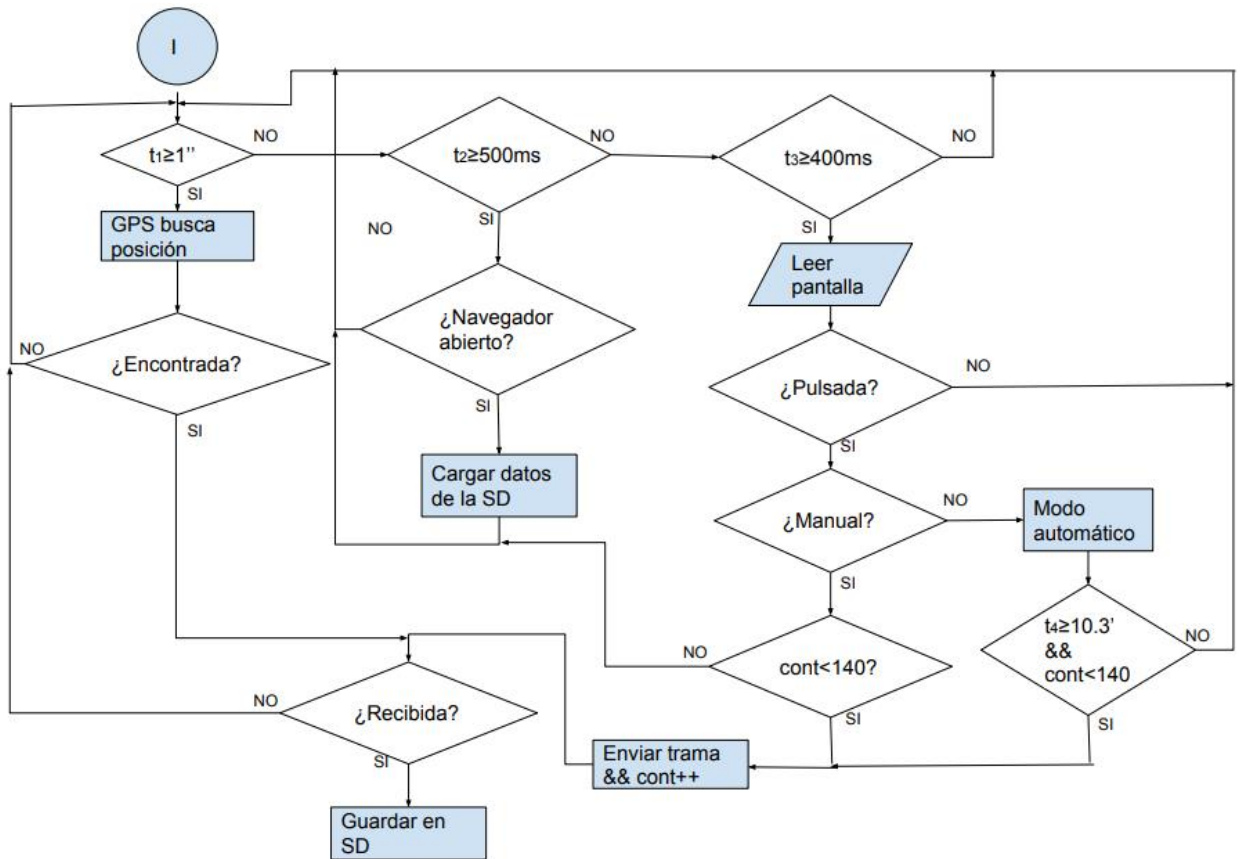 I
t1≥1’’
NO
SI
GPS busca
posición
¿Encontrada?
NO
SI
t2≥500ms
NO
SI
NO
¿Navegador
abierto?
SI
Cargar datos
de la SD
t3≥400ms
NO
SI
Leer
pantalla
¿Pulsada?
NO
SI
¿Manual?
NO
SI
Modo
automático
t4≥10.3’
&&
cont<140
NO
SI
cont<140?
NO
SI
Enviar trama
&& cont++
¿Recibida?
NO
SI
Guardar en
SD